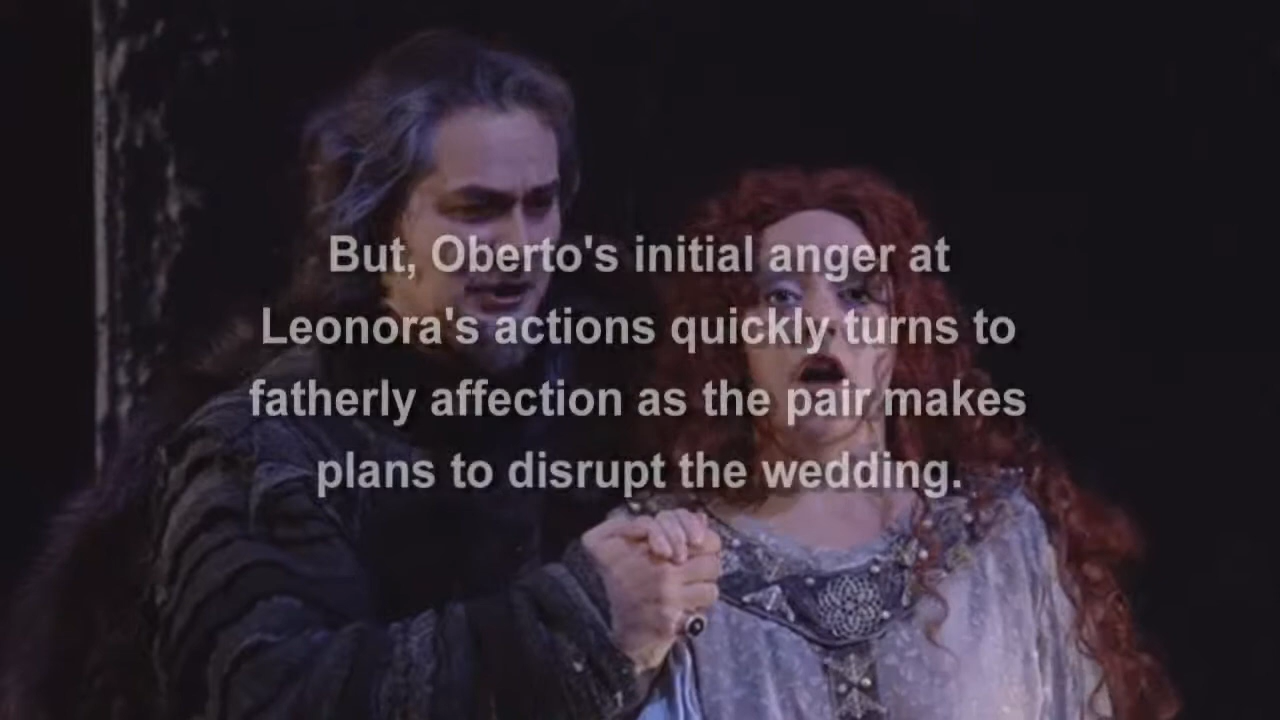 But, Oberto's initial anger at
Leonora's actions quickly turns to
fatherly affection as the pair makes
plans to disrupt the wedding.